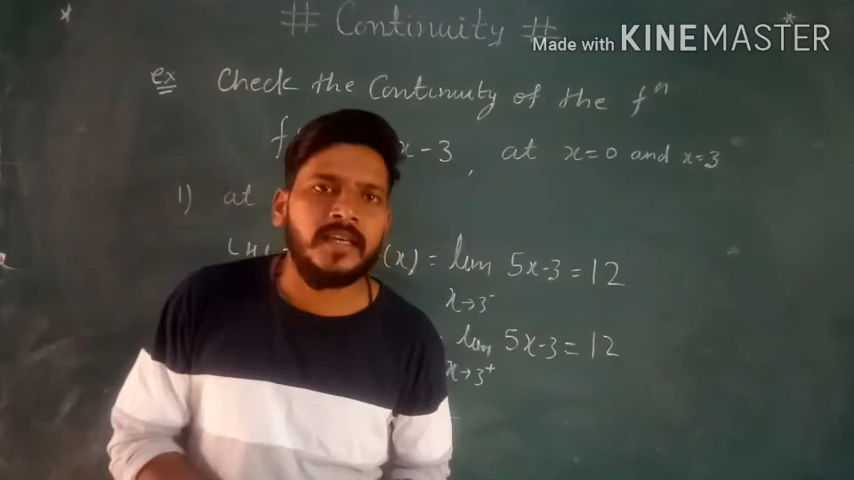 # Continuity #
Made with KINEMASTER
ex Check the Continuity of the fⁿ
f x-3, at x=0 and x=3
1) at
(x) = lim 5x-3 = 12
x→3⁻
lim 5x-3 = 12
x→3⁺